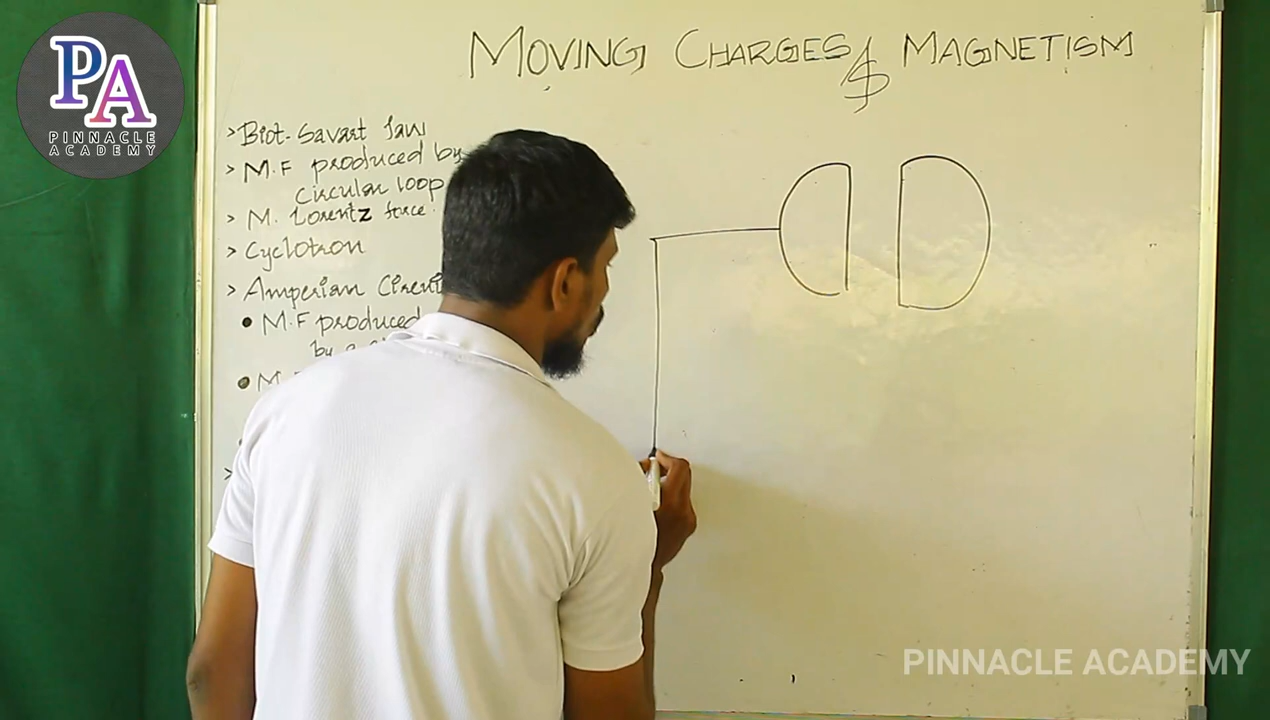 PA
PINNACLE
ACADEMY
MOVING CHARGES & MAGNETISM
> Biot-Savart law
> M.F produced by
circular loop
> M. Lorentz force.
> Cyclotron
> Amperian
• M.F produced
by a
PINNACLE ACADEMY